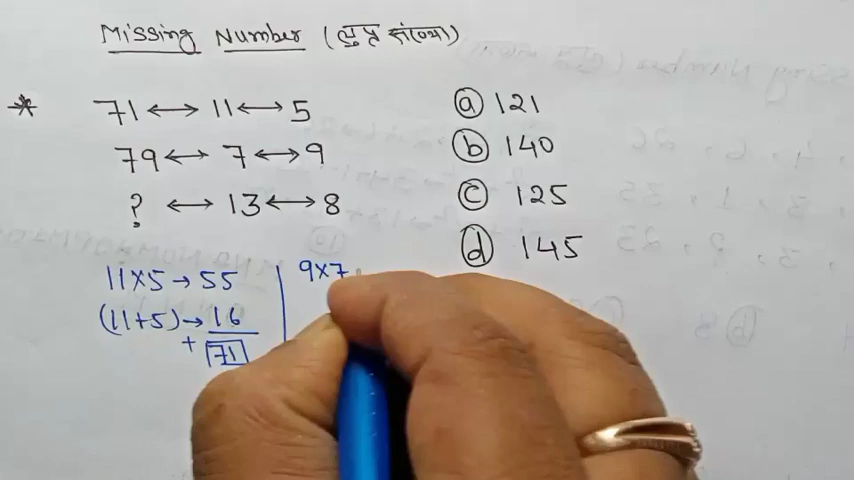 Missing Number (लुप्त संख्या)
* 71 ↔ 11 ↔ 5
79 ↔ 7 ↔ 9
? ↔ 13 ↔ 8
ⓐ 121
ⓑ 140
ⓒ 125
ⓓ 145
11×5 → 55
(11+5) → 16
+ 71
9×7